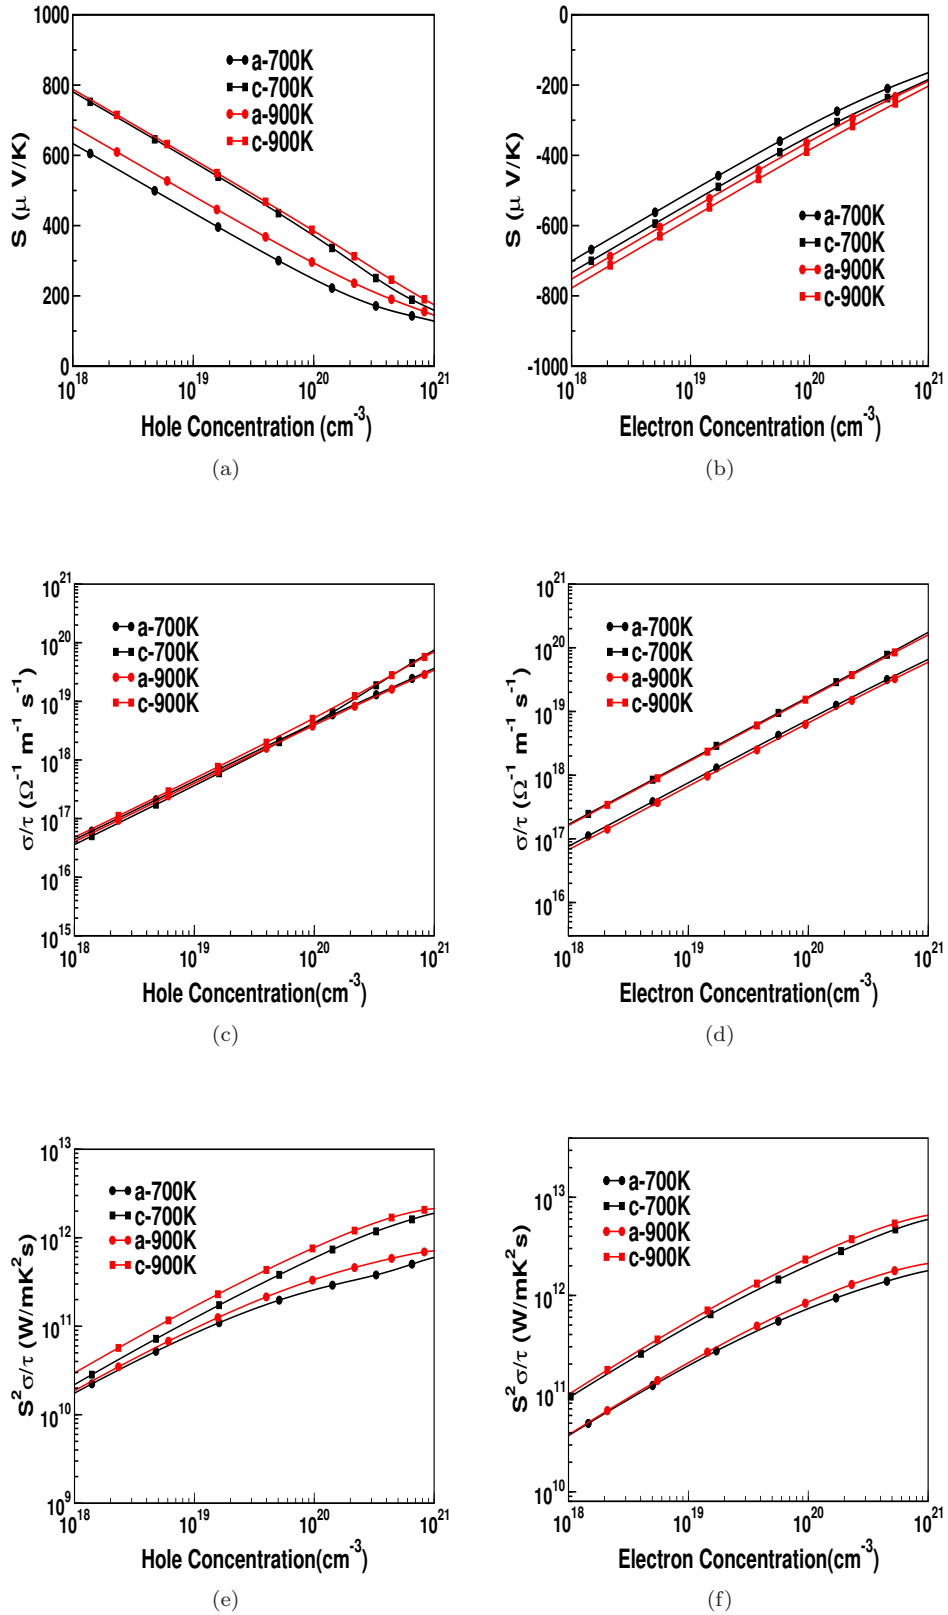 1000
800
600
400
200
0
S (μ V/K)
a-700K
c-700K
a-900K
c-900K
10^18 10^19 10^20 10^21
Hole Concentration (cm^-3)
(a)
0
-200
-400
-600
-800
-1000
S (μ V/K)
a-700K
c-700K
a-900K
c-900K
10^18 10^19 10^20 10^21
Electron Concentration (cm^-3)
(b)
10^21
10^20
10^19
10^18
10^17
10^16
10^15
σ/τ (Ω^-1 m^-1 s^-1)
a-700K
c-700K
a-900K
c-900K
10^18 10^19 10^20 10^21
Hole Concentration(cm^-3)
(c)
10^21
10^20
10^19
10^18
10^17
10^16
σ/τ (Ω^-1 m^-1 s^-1)
a-700K
c-700K
a-900K
c-900K
10^18 10^19 10^20 10^21
Electron Concentration(cm^-3)
(d)
10^13
10^12
10^11
10^10
10^9
S^2σ/τ (W/mK^2s)
a-700K
c-700K
a-900K
c-900K
10^18 10^19 10^20 10^21
Hole Concentration(cm^-3)
(e)
10^13
10^12
10^11
10^10
S^2σ/τ (W/mK^2s)
a-700K
c-700K
a-900K
c-900K
10^18 10^19 10^20 10^21
Electron Concentration(cm^-3)
(f)